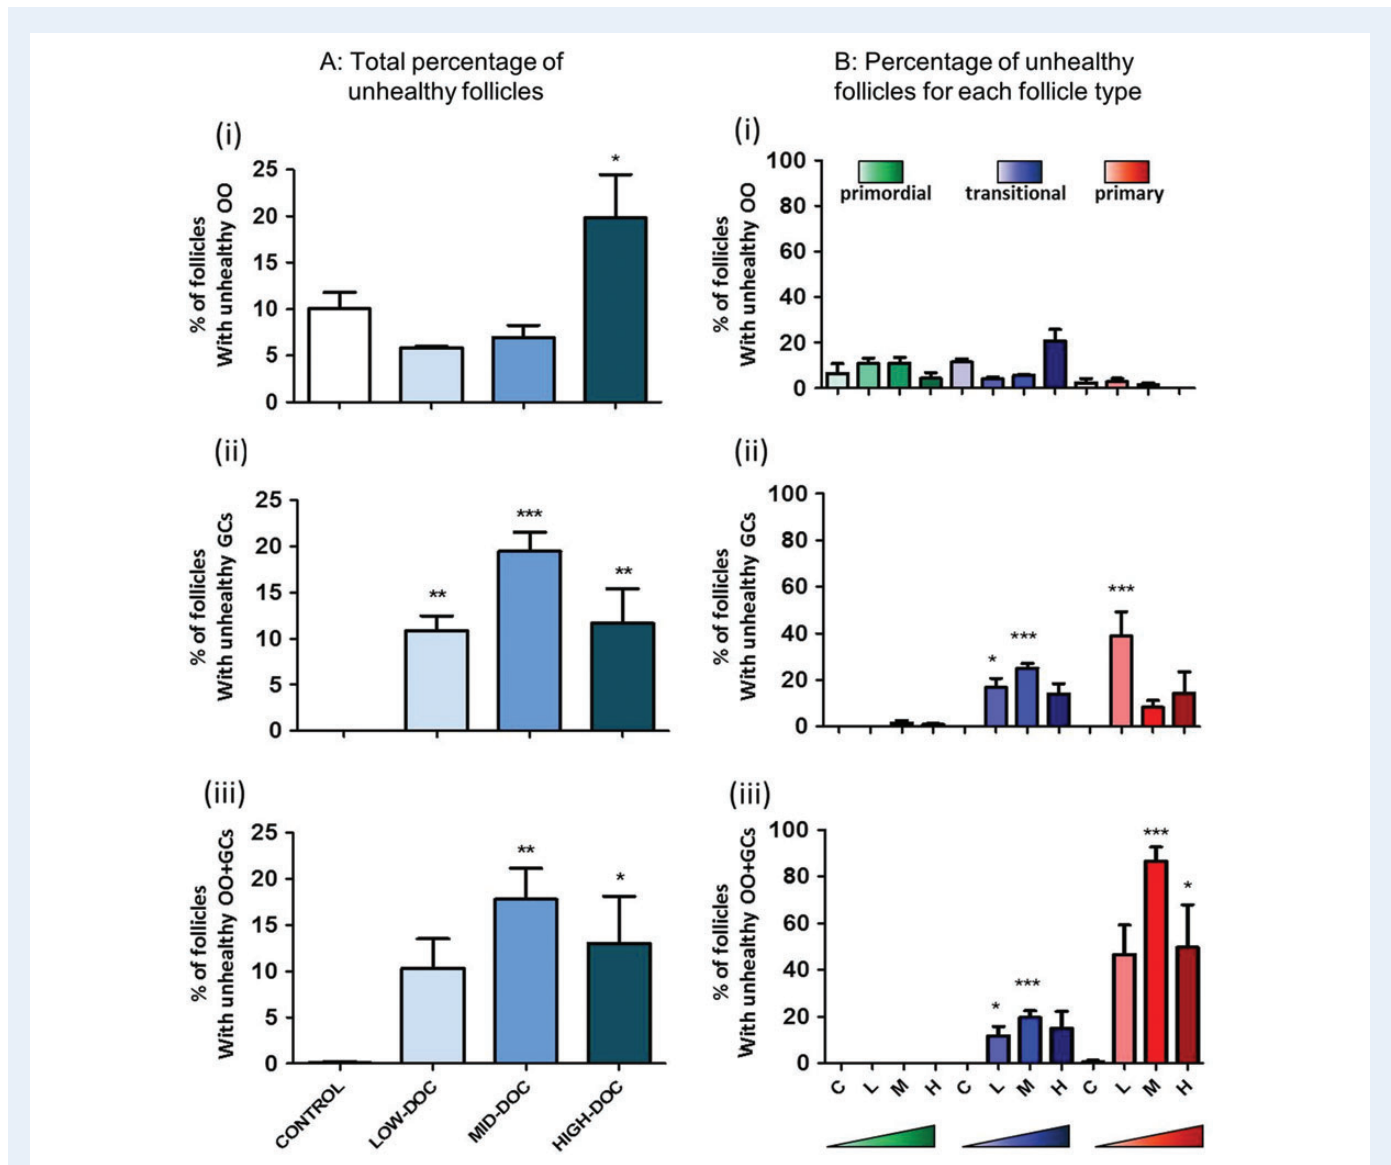 A: Total percentage of
unhealthy follicles
(i)
% of follicles
With unhealthy OO
25
20
15
10
5
0
*
(ii)
% of follicles
With unhealthy GCs
25
20
15
10
5
0
**
***
**
(iii)
% of follicles
With unhealthy OO+GCs
25
20
15
10
5
0
**
*
CONTROL
LOW-DOC
MID-DOC
HIGH-DOC
B: Percentage of unhealthy
follicles for each follicle type
(i)
% of follicles
With unhealthy OO
100
80
60
40
20
0
primordial
transitional
primary
(ii)
% of follicles
With unhealthy GCs
100
80
60
40
20
0
*
***
***
(iii)
% of follicles
With unhealthy OO+GCs
100
80
60
40
20
0
*
***
***
*
C L M H C L M H C L M H